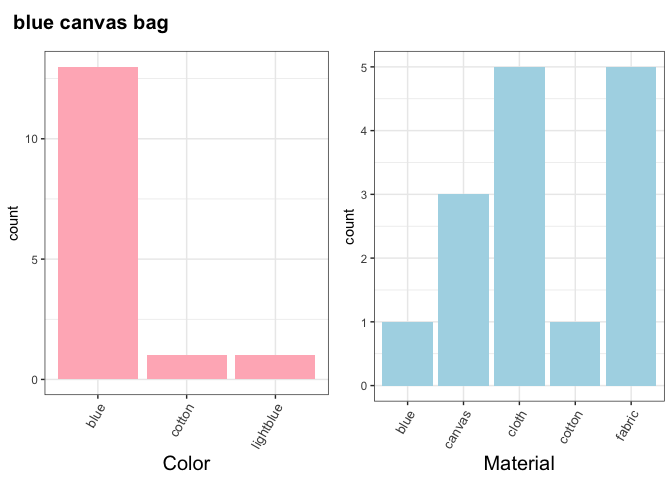 blue canvas bag
count
10
5
0
blue
cotton
lightblue
Color
count
5
4
3
2
1
0
blue
canvas
cloth
cotton
fabric
Material